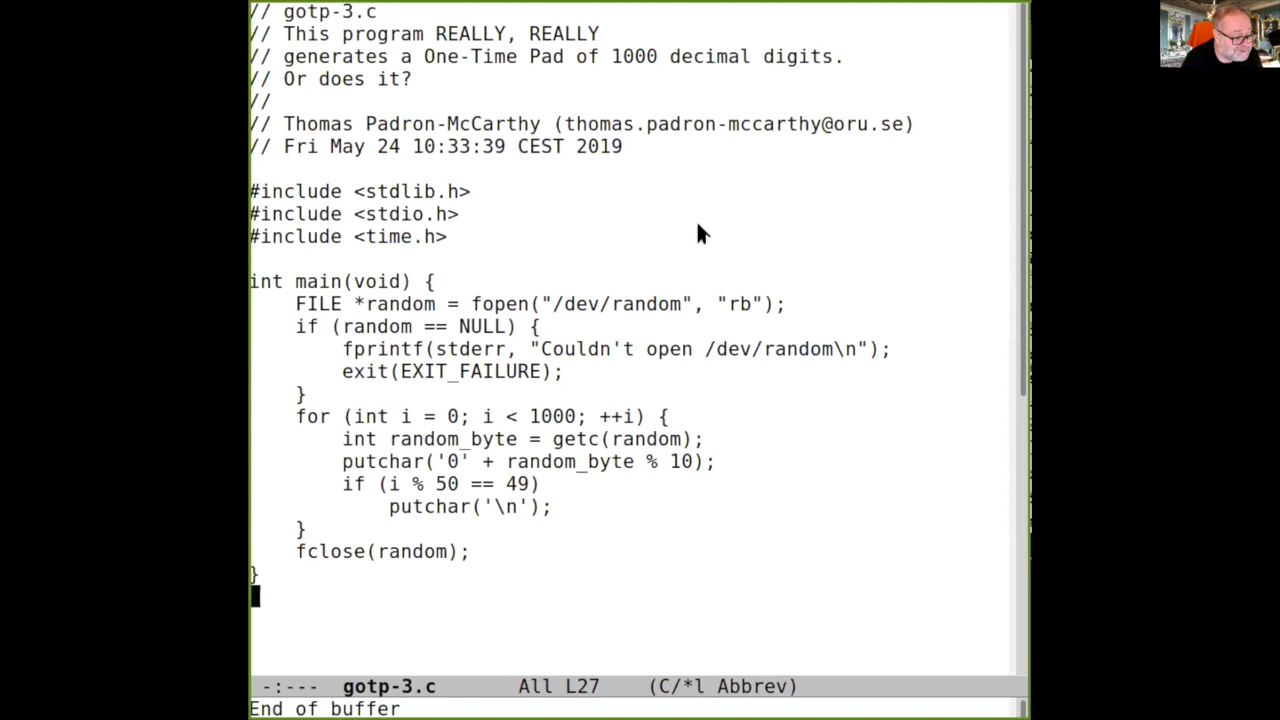 // gotp-3.c
// This program REALLY, REALLY
// generates a One-Time Pad of 1000 decimal digits.
// Or does it?
//
// Thomas Padron-McCarthy (thomas.padron-mccarthy@oru.se)
// Fri May 24 10:33:39 CEST 2019

#include <stdlib.h>
#include <stdio.h>
#include <time.h>

int main(void) {
    FILE *random = fopen("/dev/random", "rb");
    if (random == NULL) {
        fprintf(stderr, "Couldn't open /dev/random\n");
        exit(EXIT_FAILURE);
    }
    for (int i = 0; i < 1000; ++i) {
        int random_byte = getc(random);
        putchar('0' + random_byte % 10);
        if (i % 50 == 49)
            putchar('\n');
    }
    fclose(random);
}
-:--- gotp-3.c All L27 (C/*l Abbrev)
End of buffer